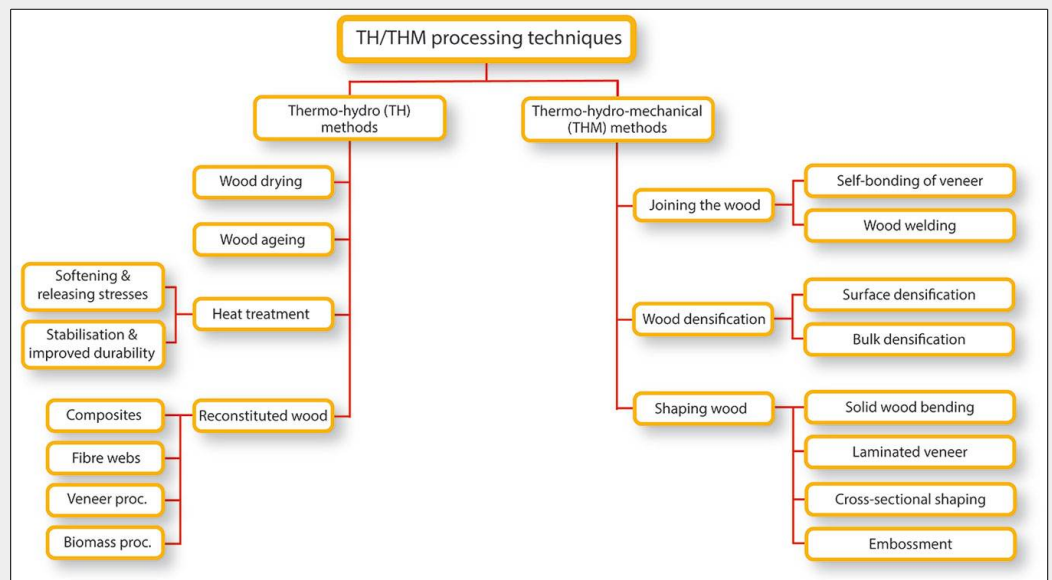 TH/THM processing techniques
Thermo-hydro (TH)
methods
Wood drying
Wood ageing
Heat treatment
Softening &
releasing stresses
Stabilisation &
improved durability
Reconstituted wood
Composites
Fibre webs
Veneer proc.
Biomass proc.
Thermo-hydro-mechanical
(THM) methods
Joining the wood
Self-bonding of veneer
Wood welding
Wood densification
Surface densification
Bulk densification
Shaping wood
Solid wood bending
Laminated veneer
Cross-sectional shaping
Embossment